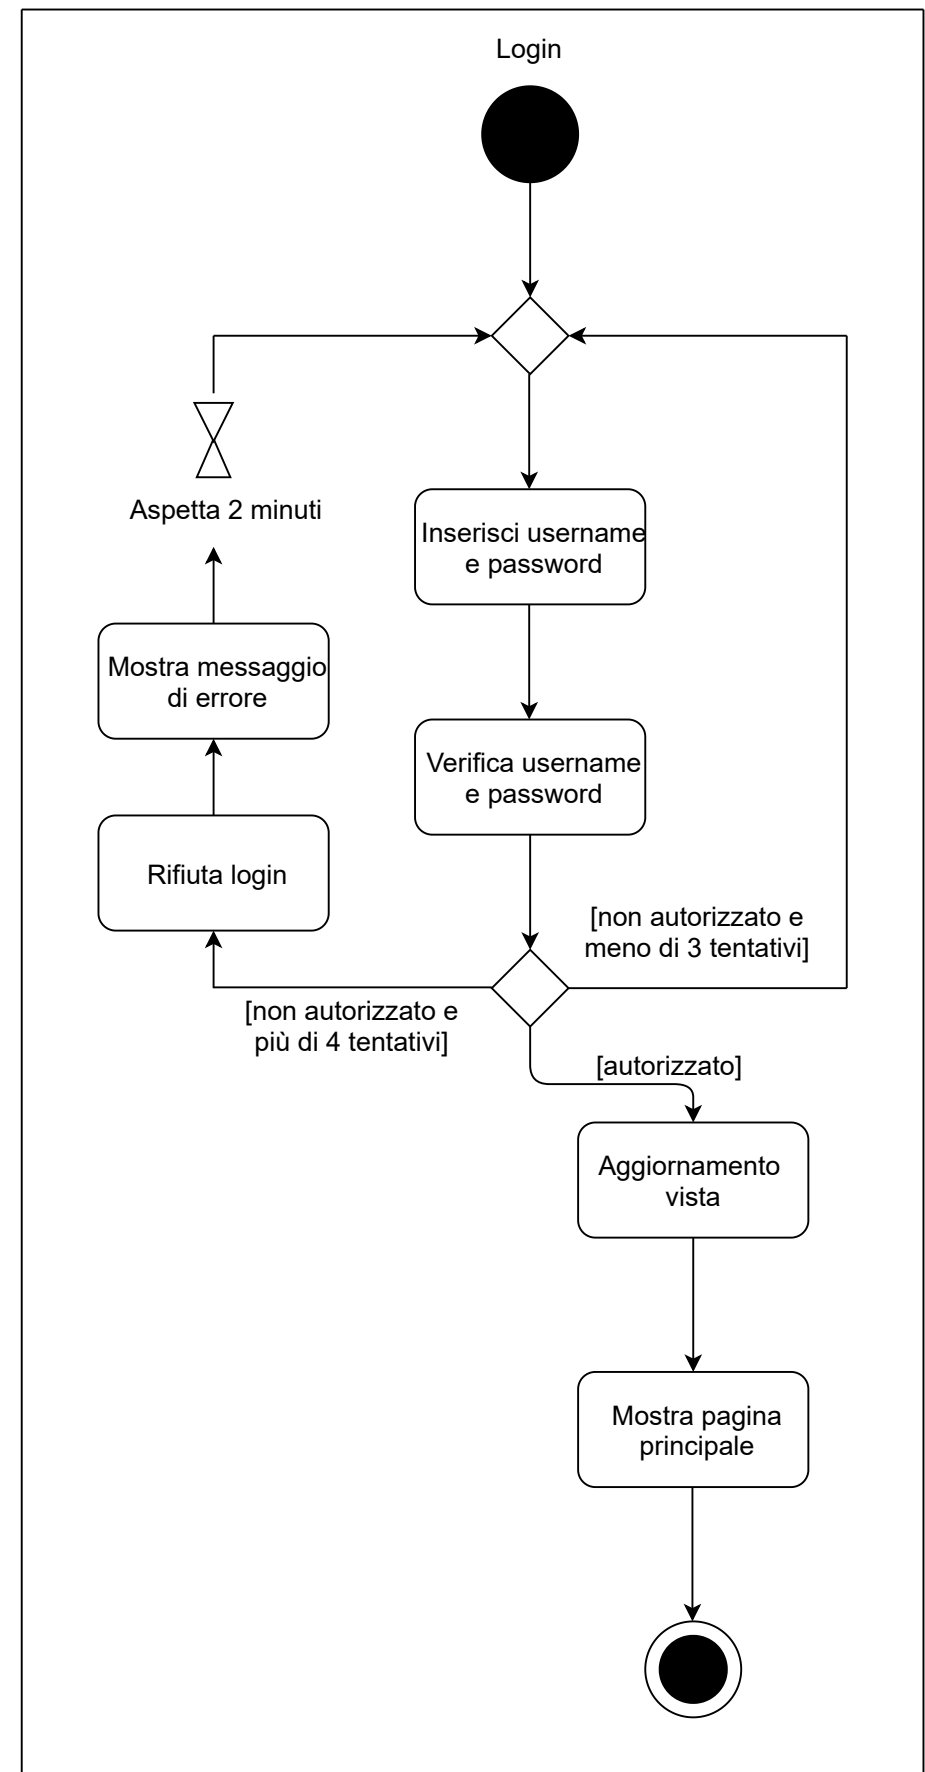 Login
Aspetta 2 minuti
Inserisci username
e password
Mostra messaggio
di errore
Verifica username
e password
Rifiuta login
[non autorizzato e
meno di 3 tentativi]
[non autorizzato e
più di 4 tentativi]
[autorizzato]
Aggiornamento
vista
Mostra pagina
principale